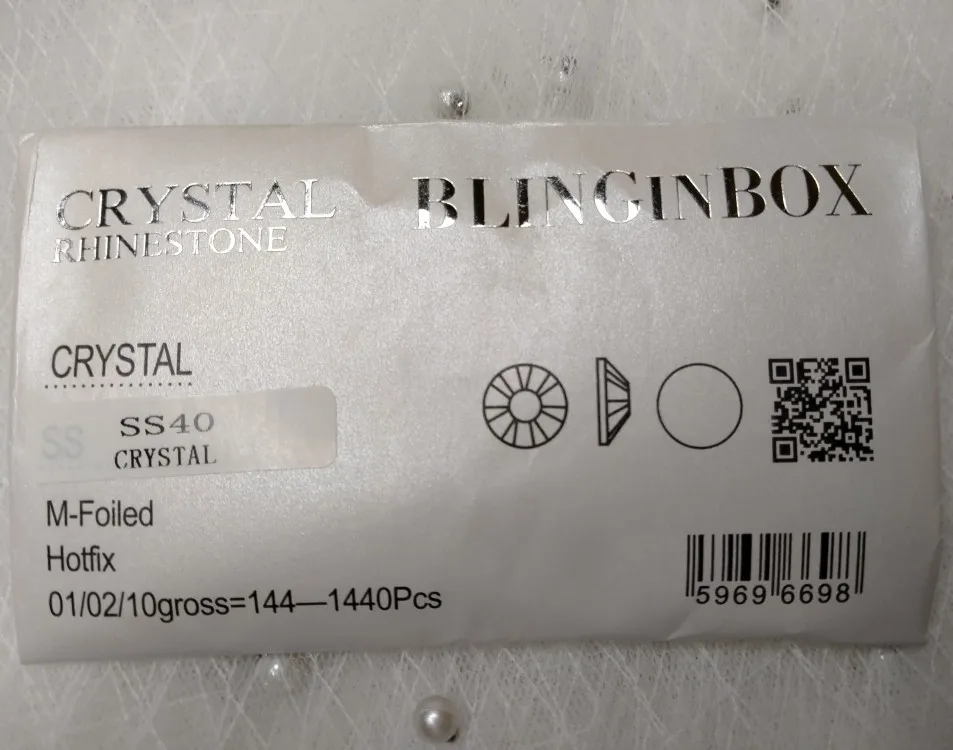 CRYSTAL
RHINESTONE
BLINGINBOX
CRYSTAL
SS SS40
CRYSTAL
M-Foiled
Hotfix
01/02/10gross=144—1440Pcs
5969 6698